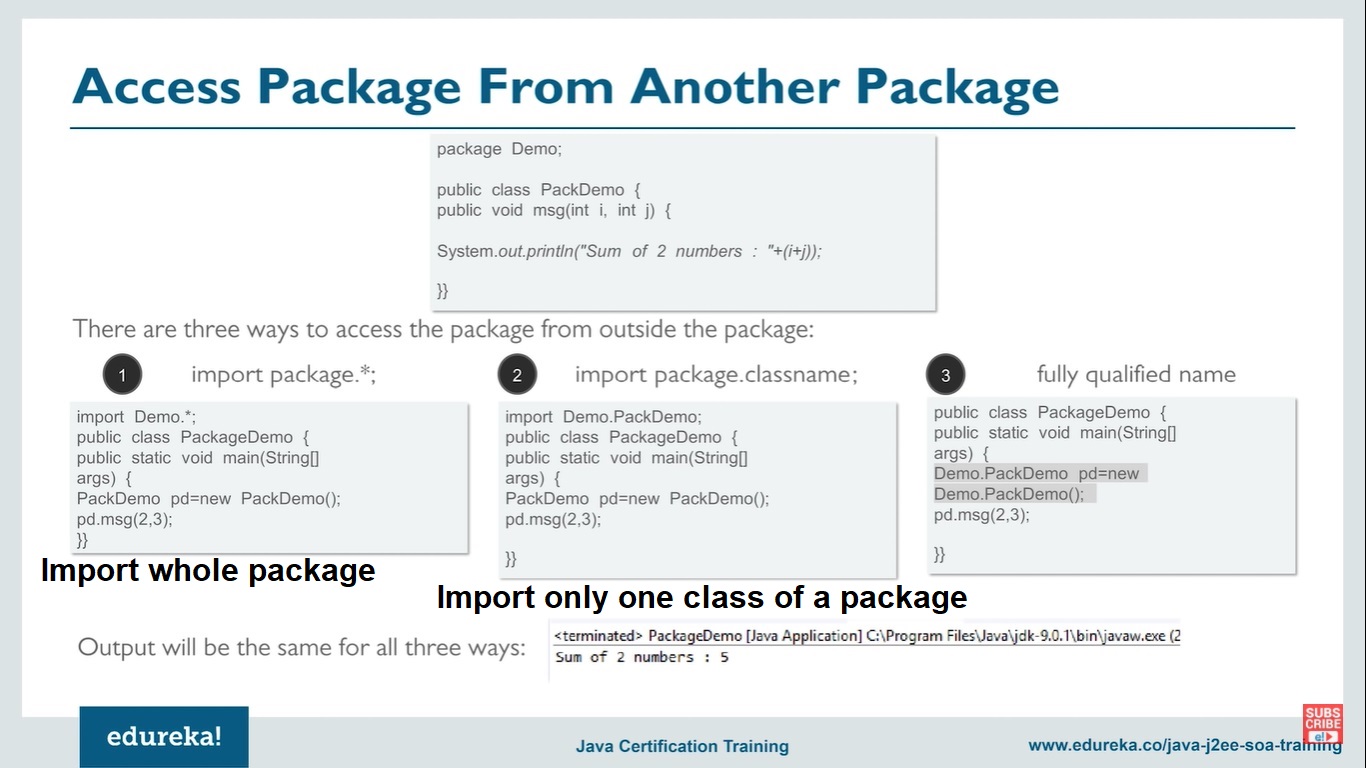 Access Package From Another Package
package Demo;
public class PackDemo {
public void msg(int i, int j) {
System.out.println("Sum of 2 numbers : "+(i+j));
}}
There are three ways to access the package from outside the package:
1 import package.*;
import Demo.*;
public class PackageDemo {
public static void main(String[]
args) {
PackDemo pd=new PackDemo();
pd.msg(2,3);
}}
Import whole package
2 import package.classname;
import Demo.PackDemo;
public class PackageDemo {
public static void main(String[]
args) {
PackDemo pd=new PackDemo();
pd.msg(2,3);
}}
Import only one class of a package
3 fully qualified name
public class PackageDemo {
public static void main(String[]
args) {
Demo.PackDemo pd=new
Demo.PackDemo();
pd.msg(2,3);
}}
Output will be the same for all three ways:
<terminated> PackageDemo [Java Application] C:\Program Files\Java\jdk-9.0.1\bin\javaw.exe (2
Sum of 2 numbers : 5
edureka!
Java Certification Training
www.edureka.co/java-j2ee-soa-training
SUBS
CRIBE
e!